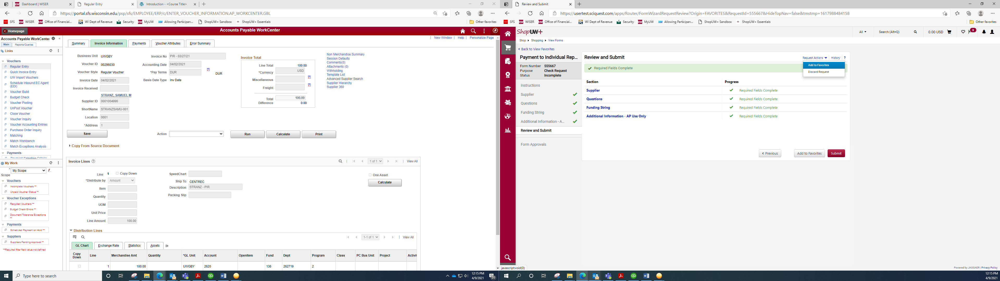 Dashboard | WISER
Regular Entry
Introduction - <Course Title>
https://portal.sfs.wisconsin.edu/psp/sfs/EMPLOYEE/ERP/c/ENTER_VOUCHER_INFORMATION.AP_WORKCENTER.GBL
SFS WISER Office of Financial... WI Dept of Revenue Security MyUW Allowing Participan... ShopUW+ Sandbox ShopUW+ Essentials Other favorites
Homepage
Accounts Payable WorkCenter
New Window | Help | Personalize Page
Accounts Payable WorkCenter
Main Reports/Queries
Links
Vouchers
Regular Entry
Quick Invoice Entry
UW Import Vouchers
Schedule Inbound EC Agent
(EDI)
Voucher Build
Budget Check
Voucher Posting
UnPost Voucher
Close Voucher
Voucher Inquiry
Voucher Accounting Entries
Purchase Order Inquiry
Matching
Match Workbench
Match Exceptions Analysis
Payments
My Work
* My Scope
Scope
Vouchers
Incomplete Vouchers **
Unpaid Voucher Status **
Voucher Exceptions
Recycled Vouchers **
Budget Check Errors **
Document Tolerance Exceptions
**
Payments
Scheduled Payment on Hold **
Suppliers
Suppliers Pending Approval **
**Required filter field value not defined
Summary Invoice Information Payments Voucher Attributes Error Summary
Business Unit UWGBY
Voucher ID 00296030
Voucher Style Regular Voucher
Invoice Date 04/02/2021
Invoice Received
STRANZ, SAMUEL M
Supplier ID 0001004996
ShortName STRANZSAMU-001
Location 0001
*Address 1
Invoice No PIR - 03/27/21
Accounting Date 04/02/2021
*Pay Terms DUR DUR
Basis Date Type Inv Date
Invoice Total
Line Total 100.00
*Currency USD
Miscellaneous
Freight
Total 100.00
Difference 0.00
Non Merchandise Summary
Session Defaults
Comments(0)
Attachments (0)
Withholding
Template List
Advanced Supplier Search
Supplier Hierarchy
Supplier 360
Save Action Run Calculate Print
Copy From Source Document
Invoice Lines
1 of 1 | View All
Line 1 Copy Down
*Distribute by Amount
Item
Quantity
UOM
Unit Price
Line Amount 100.00
SpeedChart
Ship To CENTREC
Description STRANZ - PIR
Packing Slip
One Asset
Calculate
Distribution Lines
1-1 of 1 | View All
GL Chart Exchange Rate Statistics Assets
Copy Down Line Merchandise Amt Quantity *GL Unit Account OpenItem Fund Dept Program Class PC Bus Unit Project Activit
1 100.00 UWGBY 2620 136 262719 2
Type here to search
12:15 PM
4/9/2021
20
Review and Submit
https://usertest.sciquest.com/apps/Router/FormWizardRequestReview?Origin=FAVORITES&RequestId=555667&HideTopNav=false&tmstmp=1617988484158
SFS WISER Office of Financial... WI Dept of Revenue Security MyUW Allowing Participan... ShopUW+ Sandbox ShopUW+ Essentials Other favorites
ShopUW+
All Search (Alt+Q) 0.00 USD 3
Shop Shopping View Forms
Back to View Favorites
Payment to Individual Rep...
Form Number 555667
Purpose Check Request
Status Incomplete
Instructions
Supplier
Questions
Funding String
Additional Information - A...
Review and Submit
Form Approvals
Review and Submit
Request Actions | History | ?
Add to Favorites
Discard Request
Required Fields Complete
Section Progress
Supplier Required Fields Complete
Questions Required Fields Complete
Funding String Required Fields Complete
Additional Information - AP Use Only Required Fields Complete
Previous Add to Favorites Submit
javascript:void(0);
Powered by JAGGAER | Privacy Policy
12:15 PM
4/9/2021